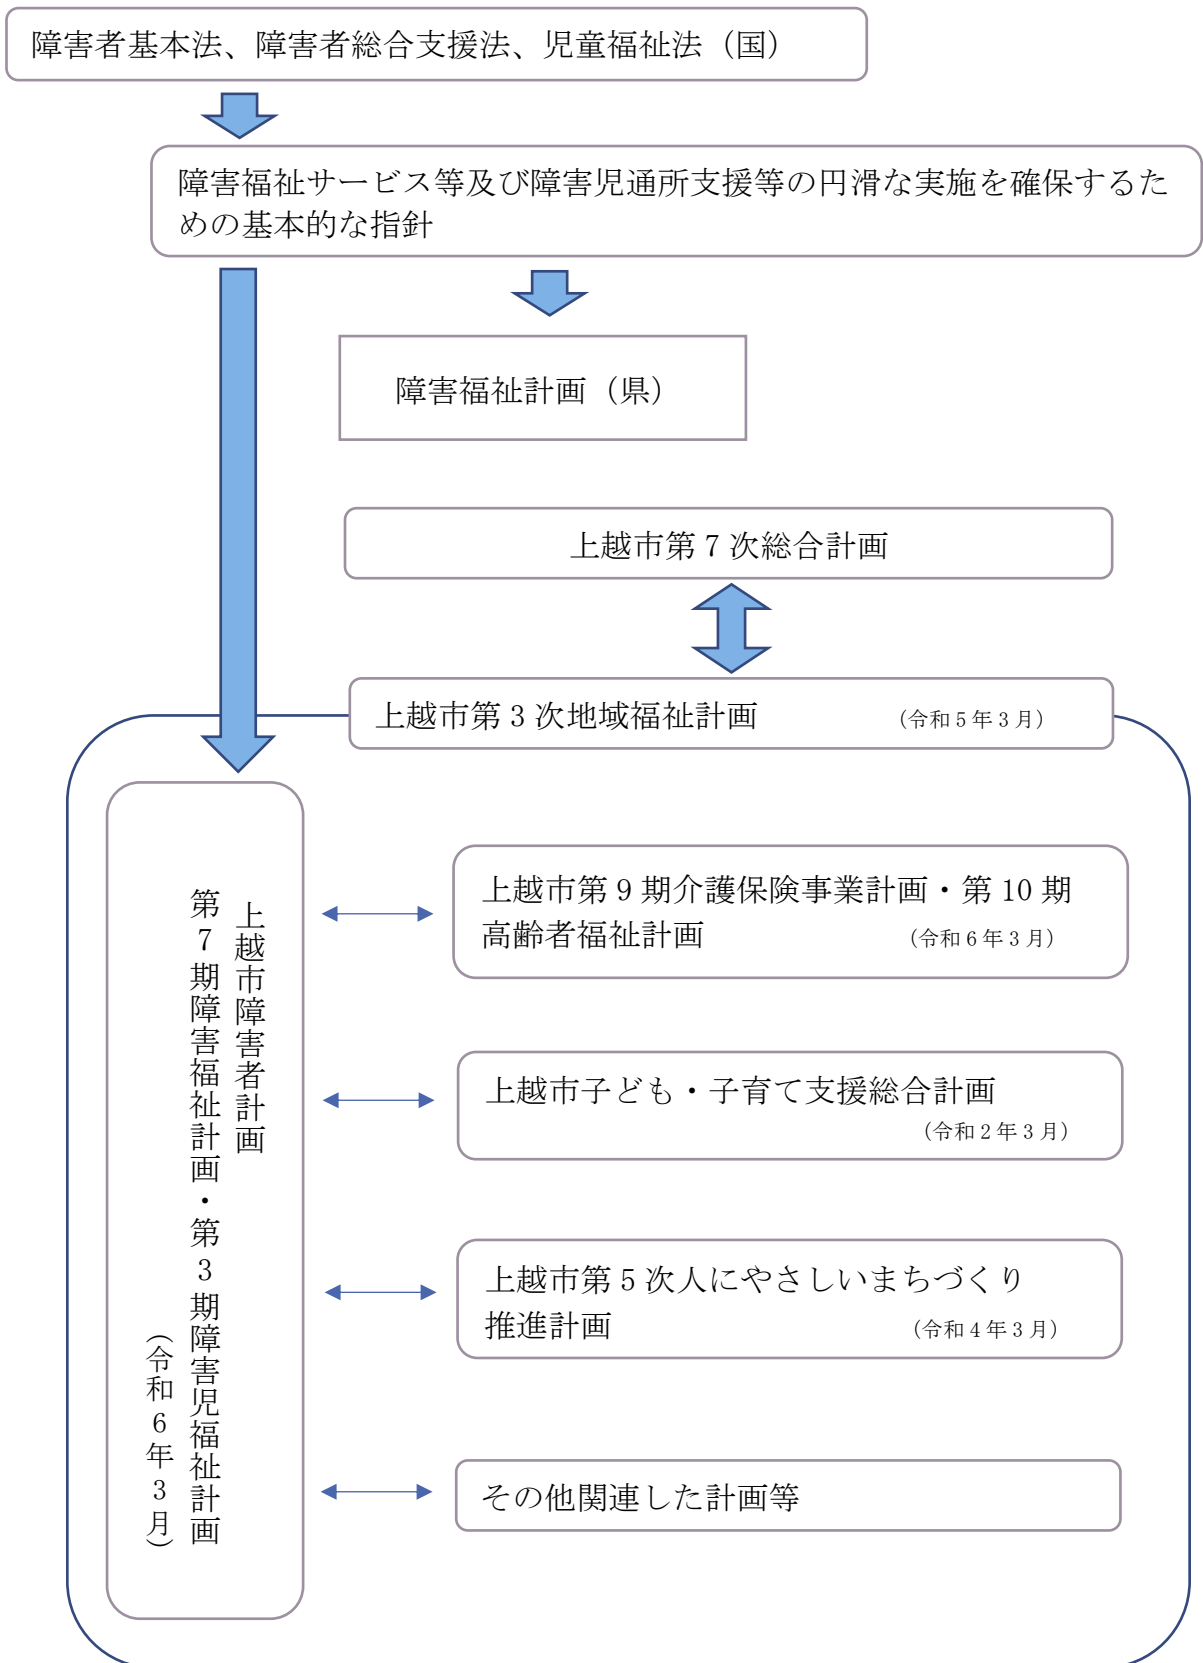 障害者基本法、障害者総合支援法、児童福祉法（国）
障害福祉サービス等及び障害児通所支援等の円滑な実施を確保するた
めの基本的な指針
障害福祉計画（県）
上越市第７次総合計画
上越市第３次地域福祉計画 （令和５年３月）
上越市障害者計画
第７期障害福祉計画・第３期障害児福祉計画
（令和６年３月）
上越市第９期介護保険事業計画・第 10 期
高齢者福祉計画 （令和６年３月）
上越市子ども・子育て支援総合計画
（令和２年３月）
上越市第５次人にやさしいまちづくり
推進計画 （令和４年３月）
その他関連した計画等